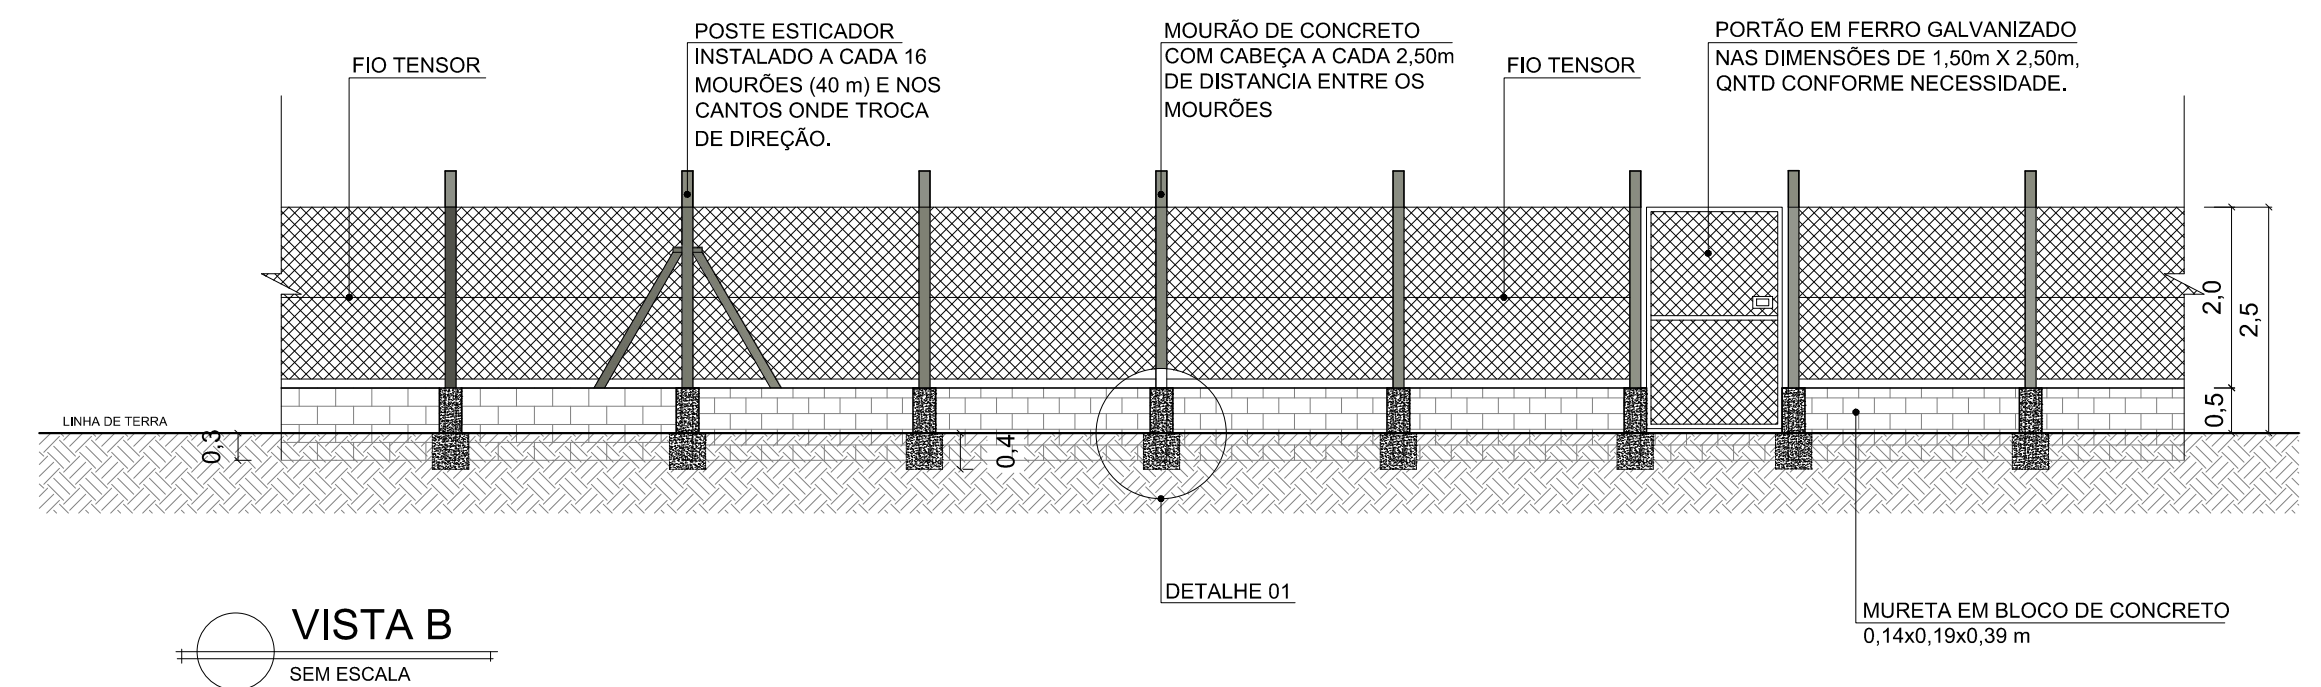 FIO TENSOR
POSTE ESTICADOR
INSTALADO A CADA 16
MOURÕES (40 m) E NOS
CANTOS ONDE TROCA
DE DIREÇÃO.
MOURÃO DE CONCRETO
COM CABEÇA A CADA 2,50m
DE DISTANCIA ENTRE OS
MOURÕES
FIO TENSOR
PORTÃO EM FERRO GALVANIZADO
NAS DIMENSÕES DE 1,50m X 2,50m,
QNTD CONFORME NECESSIDADE.
2,0
2,5
0,5
LINHA DE TERRA
0,3
0,4
DETALHE 01
MURETA EM BLOCO DE CONCRETO
0,14x0,19x0,39 m
VISTA B
SEM ESCALA